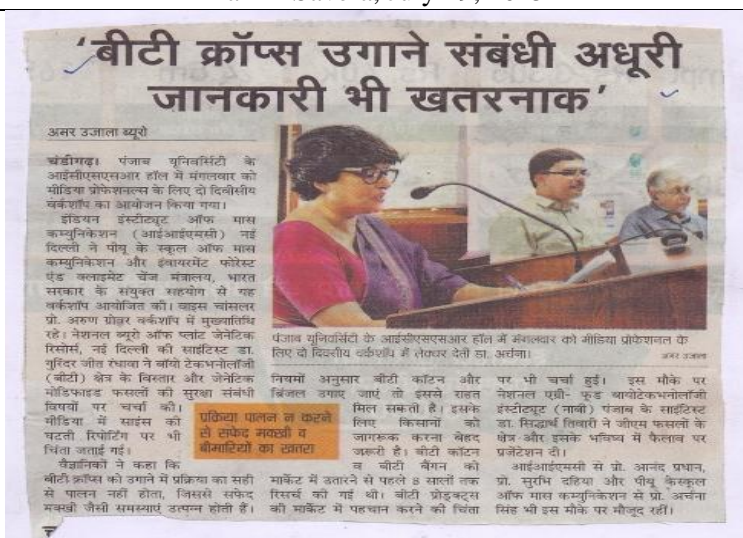 ‘बीटी क्रॉप्स उगाने संबंधी अधूरी
जानकारी भी खतरनाक’
अमर उजाला ब्यूरो
चंडीगढ़। पंजाब यूनिवर्सिटी के
आईसीएसएसआर हॉल में मंगलवार को
मीडिया प्रोफेशनल्स के लिए दो दिवीसीय
वर्कशॉप का आयोजन किया गया।
इंडियन इंस्टीट्यूट ऑफ मास
कम्युनिकेशन (आईआईएमसी) नई
दिल्ली ने पीयू के स्कूल ऑफ मास
कम्युनिकेशन और इंवायरमेंट फोरेस्ट
एंड क्लाइमेट चेंज मंत्रालय, भारत
सरकार के संयुक्त सहयोग से यह
वर्कशॉप आयोजित की। वाइस चांसलर
प्रो. अरुण ग्रोवर वर्कशॉप में मुख्यातिथि
रहे। नेशनल ब्यूरो ऑफ प्लांट जेनेटिक
रिसोर्स, नई दिल्ली की साइंटिस्ट डा.
गुरिंदर जीत रंधावा ने बॉयो टेकभनोलॉजी
(बीटी) क्षेत्र के विस्तार और जेनेटिक
मोडिफाइड फसलों की सुरक्षा संबंधी
विषयों पर चर्चा की।
मीडिया में साइंस की
घटती रिपोर्टिंग पर भी
चिंता जताई गई।
वैज्ञानिकों ने कहा कि
बीटी क्रॉप्स को उगाने में प्रक्रिया का सही
से पालन नहीं होता, जिससे सफेद
मक्खी जैसी समस्याएं उत्पन्न होती हैं।
प्रक्रिया पालन न करने
से सफेद मक्खी व
बीमारियों का खतरा
पंजाब यूनिवर्सिटी के आईसीएसएसआर हॉल में मंगलवार को मीडिया प्रोफेशनल के
लिए दो दिवसीय वर्कशॉप में लेक्चर देतीं डा. अर्चना।
अमर उजाला
नियमों अनुसार बीटी कॉटन और
ब्रिंजल उगाए जाएं तो इससे राहत
मिल सकती है। इसके
लिए किसानों को
जागरूक करना बेहद
जरूरी है। बीटी कॉटन
व बीटी बैंगन को
मार्केट में उतारने से पहले 8 सालों तक
रिसर्च की गई थी। बीटी प्रोड्क्ट्स
की मार्केट में पहचान करने की चिंता
पर भी चर्चा हुई। इस मौके पर
नेशनल एग्री- फूड बायोटेकभनोलॉजी
इंस्टीट्यूट (नाबी) पंजाब के साइंटिस्ट
डा. सिद्धार्थ तिवारी ने जीएम फसलों के
क्षेत्र और इसके भविष्य में फैलाव पर
प्रजेंटेशन दी।
आईआईएमसी से प्रो. आनंद प्रधान,
प्रो. सुरभि दहिया और पीयू केस्कूल
ऑफ मास कम्युनिकेशन से प्रो. अर्चना
सिंह भी इस मौके पर मौजूद रहीं।